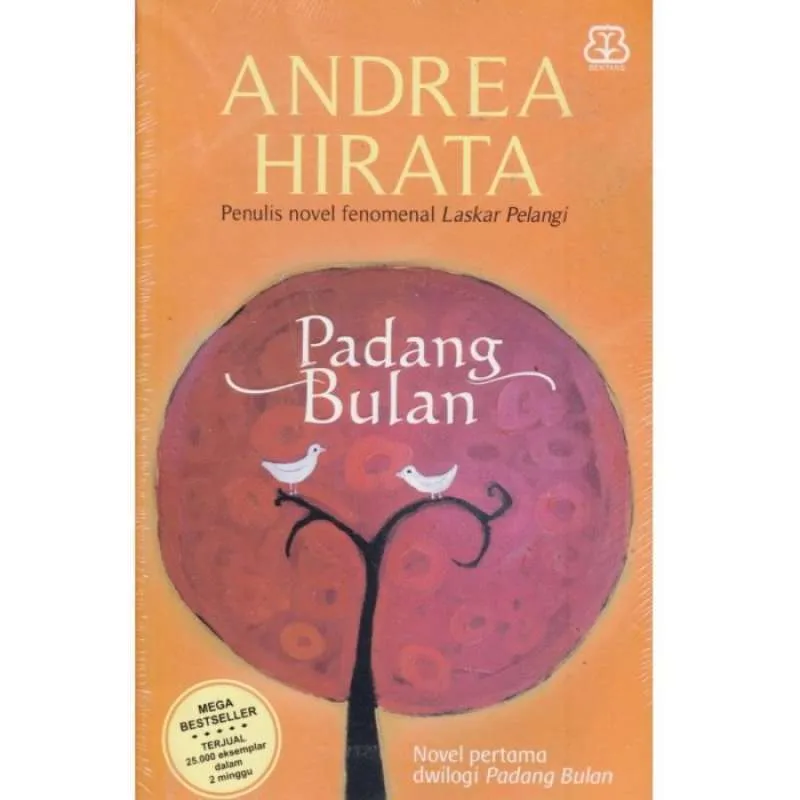 BENTANG
ANDREA
HIRATA
Penulis novel fenomenal Laskar Pelangi
Padang
Bulan
MEGA
BESTSELLER
TERJUAL
25.000 eksemplar
dalam
2 minggu
Novel pertama
dwilogi Padang Bulan